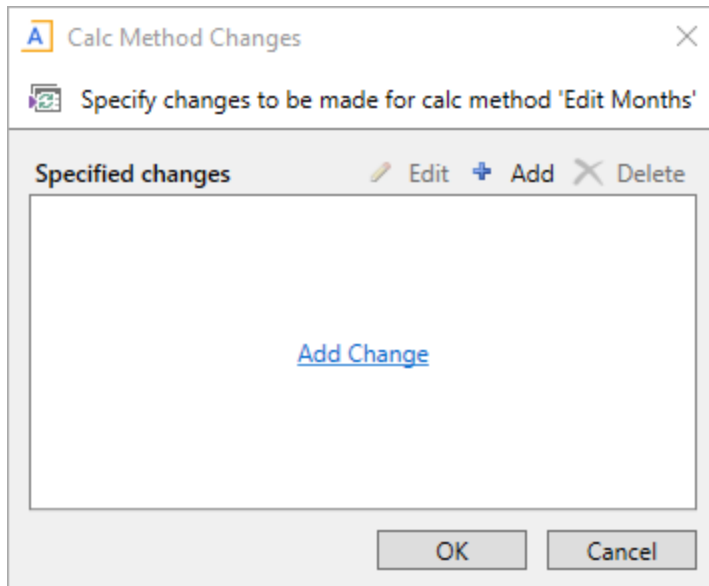 A Calc Method Changes
Specify changes to be made for calc method 'Edit Months'
Specified changes Edit Add Delete
Add Change
OK Cancel